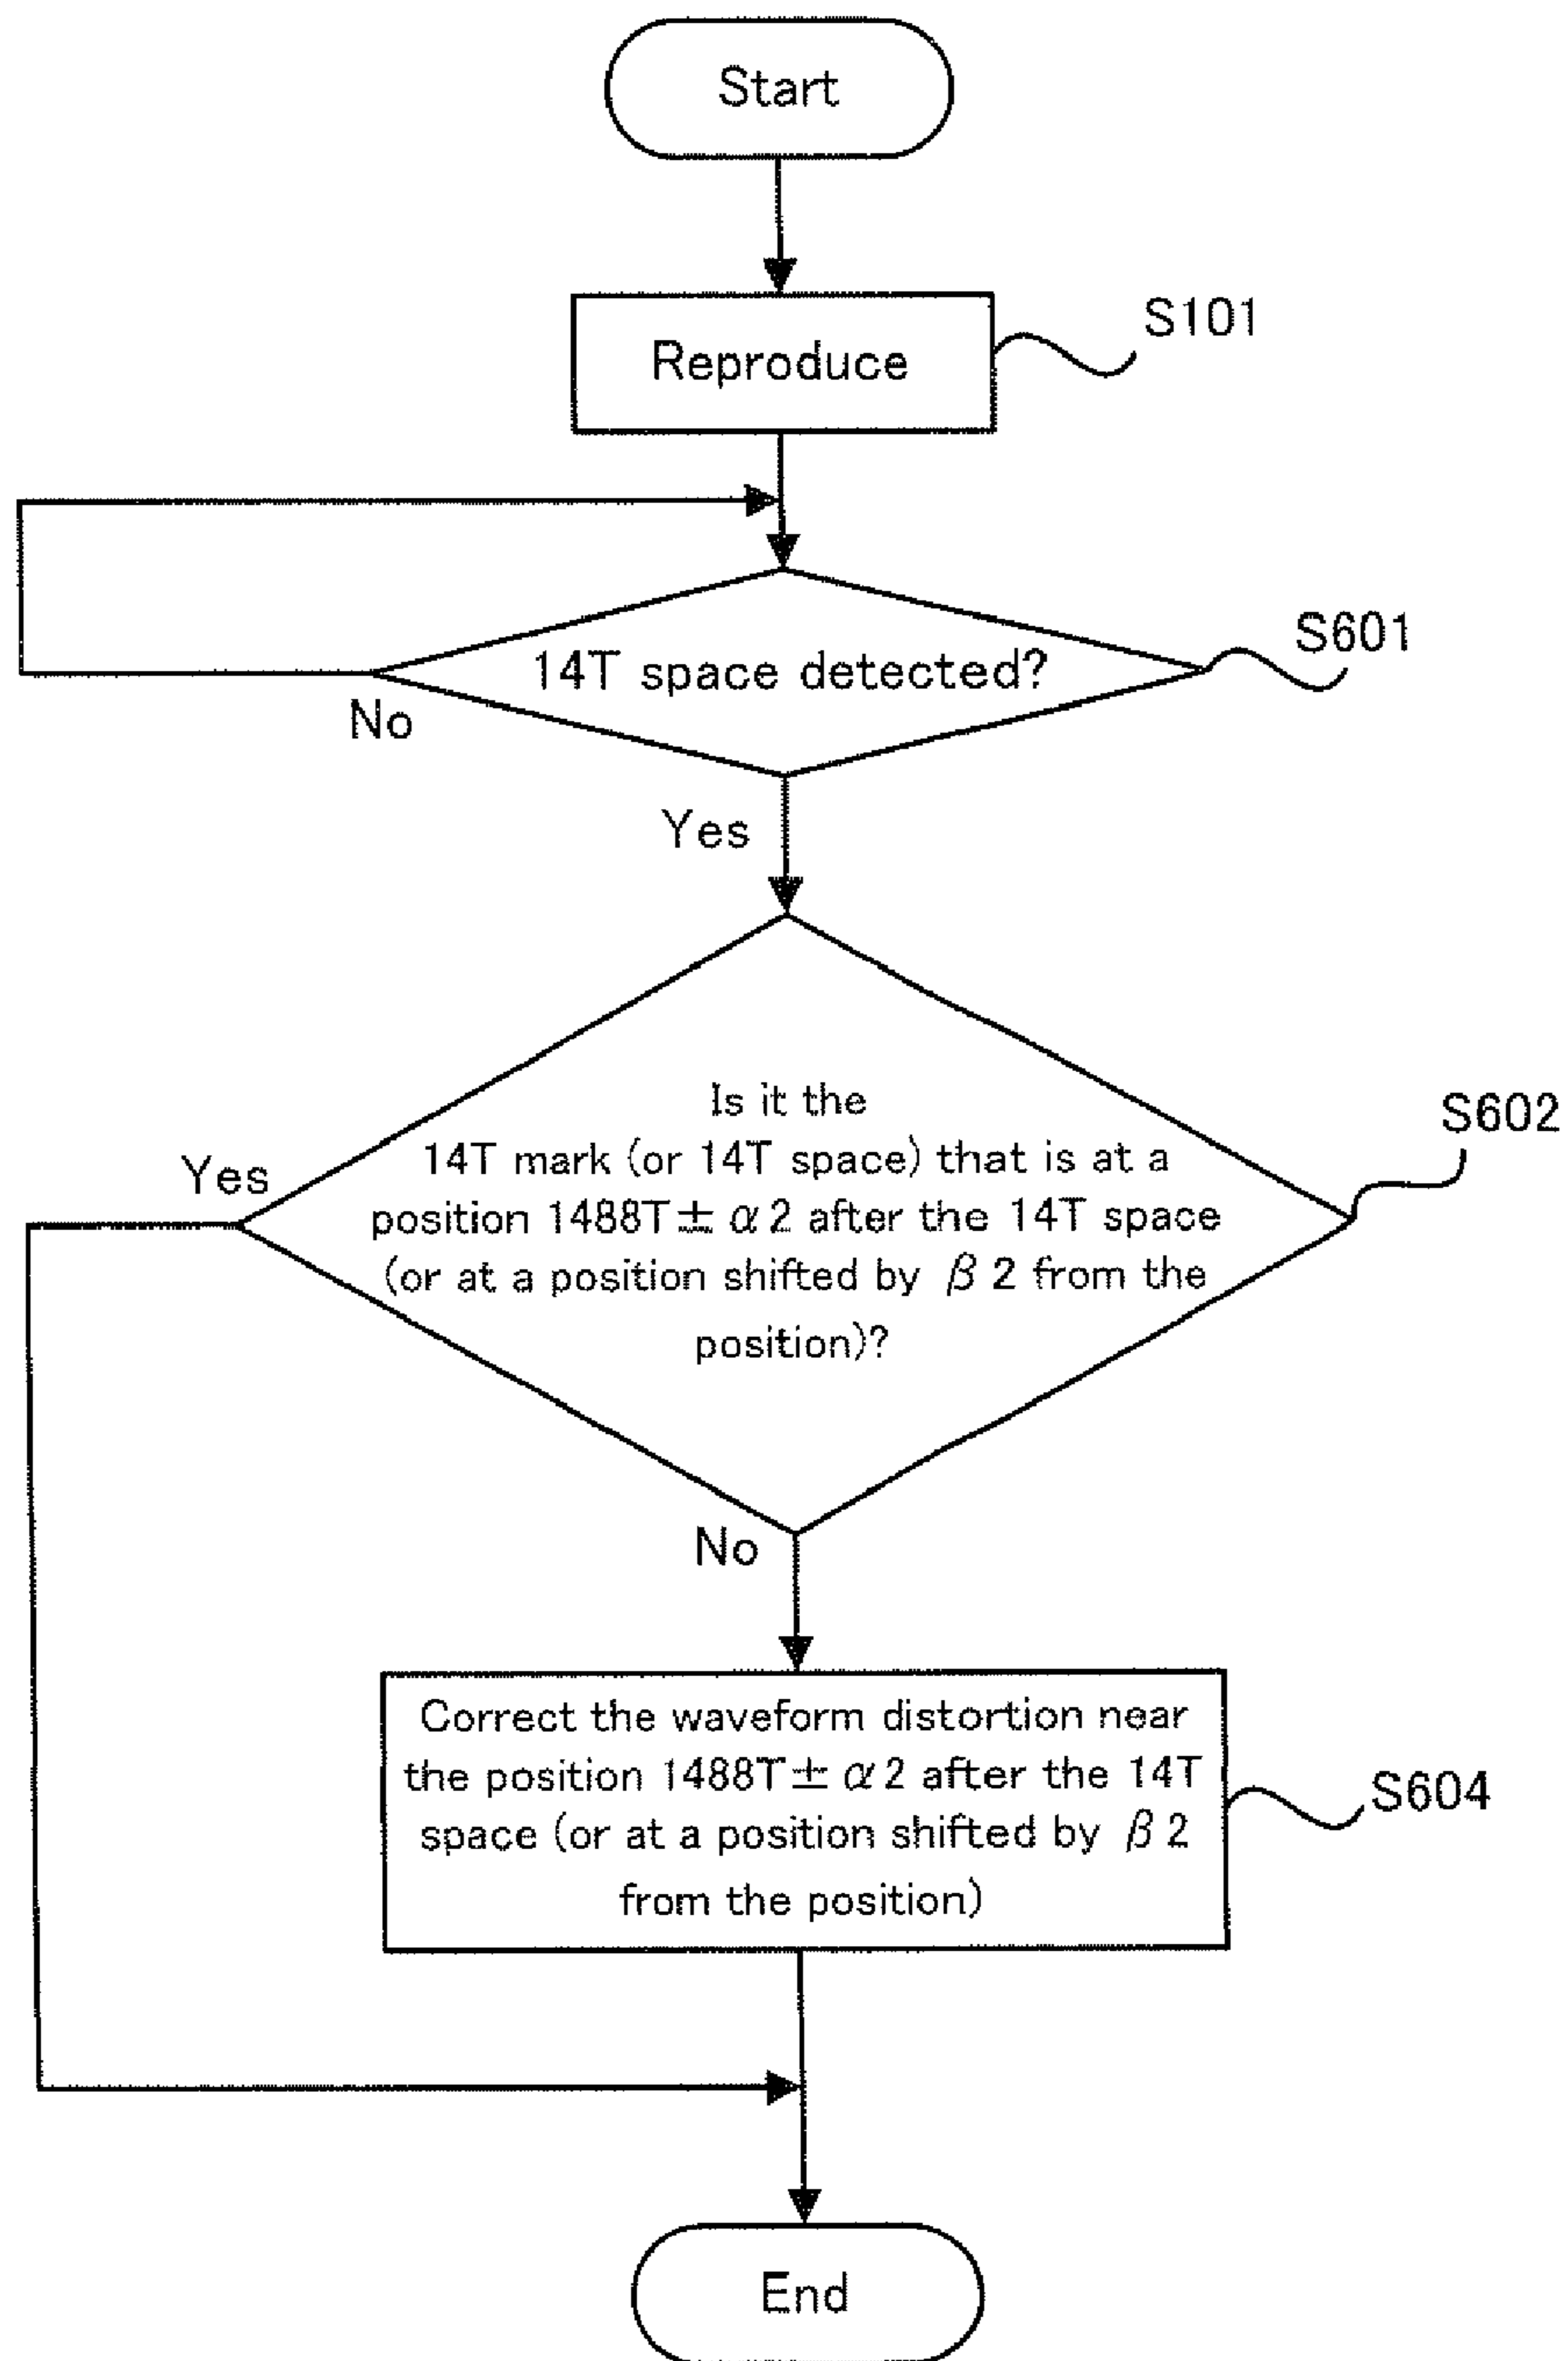 Start
Reproduce
S101
14T space detected?
S601
No
Yes
Is it the
14T mark (or 14T space) that is at a
position 1488T± α2 after the 14T space
(or at a position shifted by β2 from the
position)?
S602
Yes
No
Correct the waveform distortion near
the position 1488T± α2 after the 14T
space (or at a position shifted by β2
from the position)
S604
End